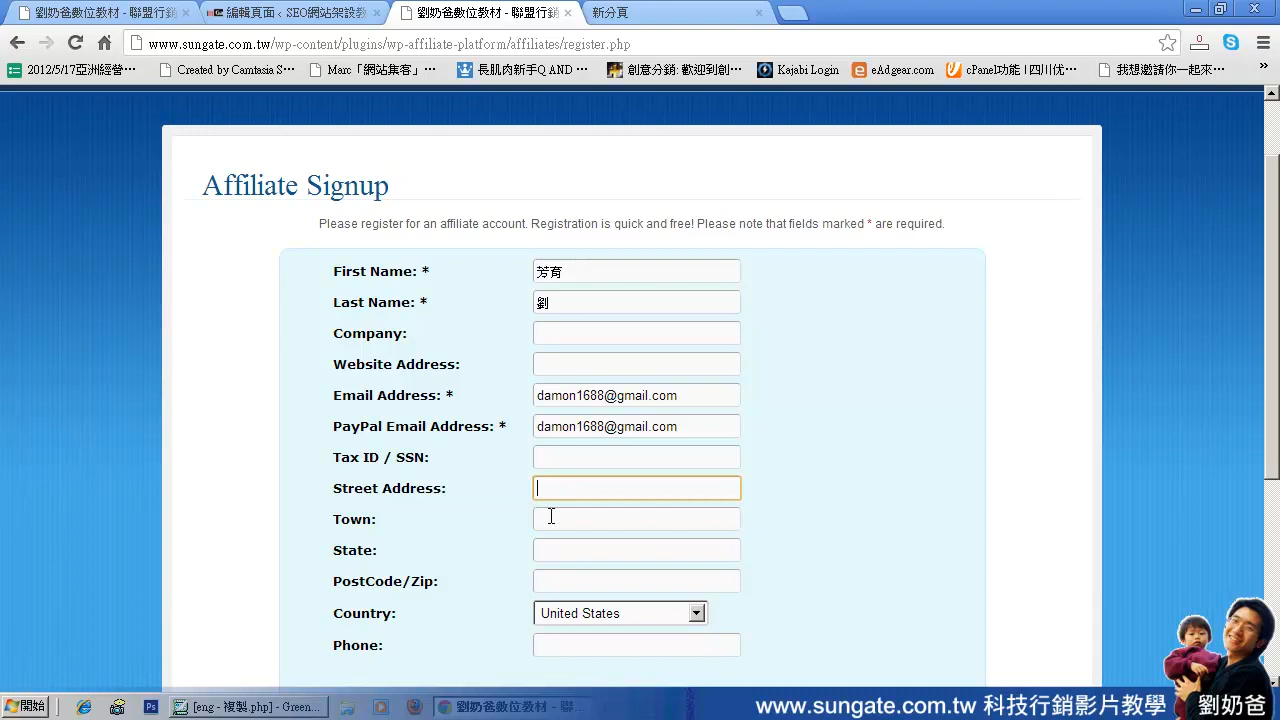 劉奶爸數位教材 - 聯盟行銷
編輯頁面 ‹ SEO網站架設教
劉奶爸數位教材 - 聯盟行銷
新分頁
www.sungate.com.tw/wp-content/plugins/wp-affiliate-platform/affiliates/register.php
2012/5/17亞洲經營…
Created by Camtasia S…
Marc「網站集客」…
長肌肉新手Q AND …
創意分銷: 歡迎到創…
Kajabi Login
eAdgear.com
cPanel功能 | 四川优…
我想邀請你一起來…
»
Affiliate Signup
Please register for an affiliate account. Registration is quick and free! Please note that fields marked * are required.
First Name: * 芳育
Last Name: * 劉
Company:
Website Address:
Email Address: * damon1688@gmail.com
PayPal Email Address: * damon1688@gmail.com
Tax ID / SSN:
Street Address:
Town:
State:
PostCode/Zip:
Country: United States
Phone:
開始
[eng - 複製.php] - Green...
劉奶爸數位教材 - 聯...
www.sungate.com.tw 科技行銷影片教學
劉奶爸